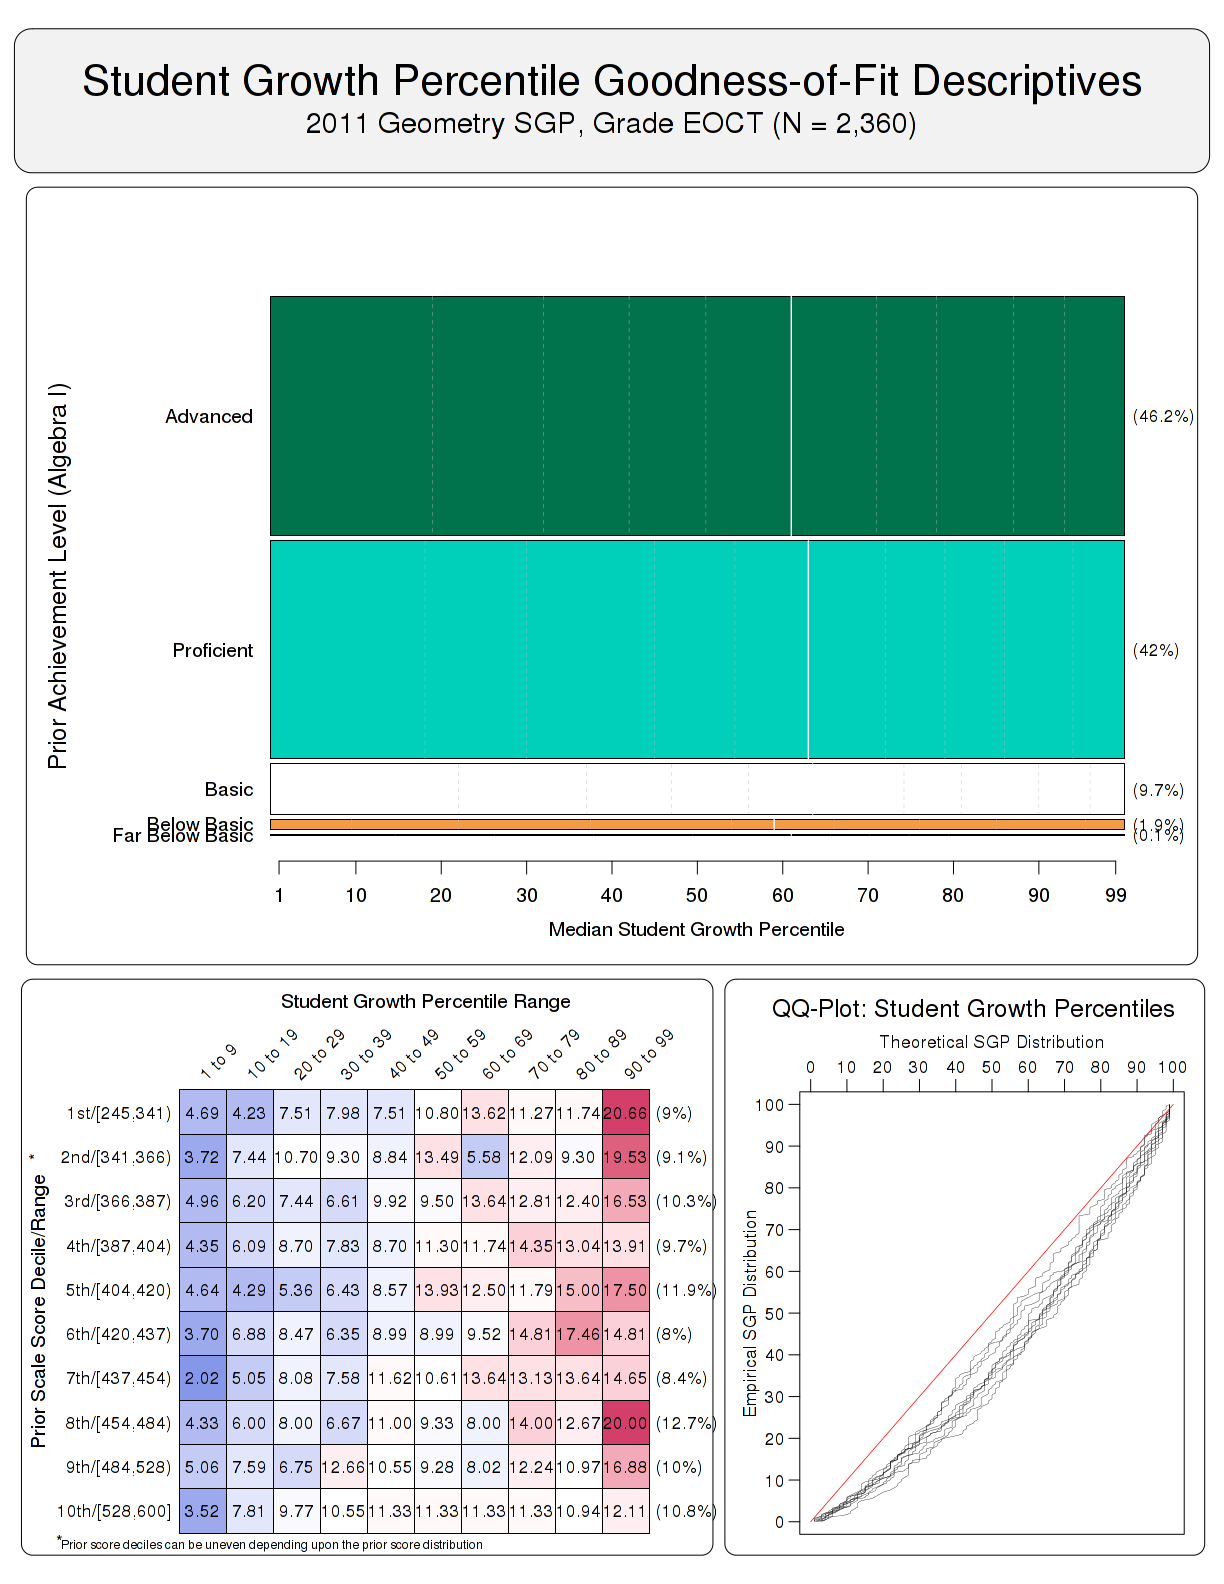 Student Growth Percentile Goodness-of-Fit Descriptives
2011 Geometry SGP, Grade EOCT (N = 2,360)
Prior Achievement Level (Algebra I)
Advanced (46.2%)
Proficient (42%)
Basic (9.7%)
Below Basic (1.9%)
Far Below Basic (0.1%)
1 10 20 30 40 50 60 70 80 90 99
Median Student Growth Percentile
Student Growth Percentile Range
1 to 9 10 to 19 20 to 29 30 to 39 40 to 49 50 to 59 60 to 69 70 to 79 80 to 89 90 to 99
Prior Scale Score Decile/Range *
1st/[245,341) 4.69 4.23 7.51 7.98 7.51 10.80 13.62 11.27 11.74 20.66 (9%)
2nd/[341,366) 3.72 7.44 10.70 9.30 8.84 13.49 5.58 12.09 9.30 19.53 (9.1%)
3rd/[366,387) 4.96 6.20 7.44 6.61 9.92 9.50 13.64 12.81 12.40 16.53 (10.3%)
4th/[387,404) 4.35 6.09 8.70 7.83 8.70 11.30 11.74 14.35 13.04 13.91 (9.7%)
5th/[404,420) 4.64 4.29 5.36 6.43 8.57 13.93 12.50 11.79 15.00 17.50 (11.9%)
6th/[420,437) 3.70 6.88 8.47 6.35 8.99 8.99 9.52 14.81 17.46 14.81 (8%)
7th/[437,454) 2.02 5.05 8.08 7.58 11.62 10.61 13.64 13.13 13.64 14.65 (8.4%)
8th/[454,484) 4.33 6.00 8.00 6.67 11.00 9.33 8.00 14.00 12.67 20.00 (12.7%)
9th/[484,528) 5.06 7.59 6.75 12.66 10.55 9.28 8.02 12.24 10.97 16.88 (10%)
10th/[528,600] 3.52 7.81 9.77 10.55 11.33 11.33 11.33 11.33 10.94 12.11 (10.8%)
*Prior score deciles can be uneven depending upon the prior score distribution
QQ-Plot: Student Growth Percentiles
Theoretical SGP Distribution
0 10 20 30 40 50 60 70 80 90 100
Empirical SGP Distribution
100
90
80
70
60
50
40
30
20
10
0